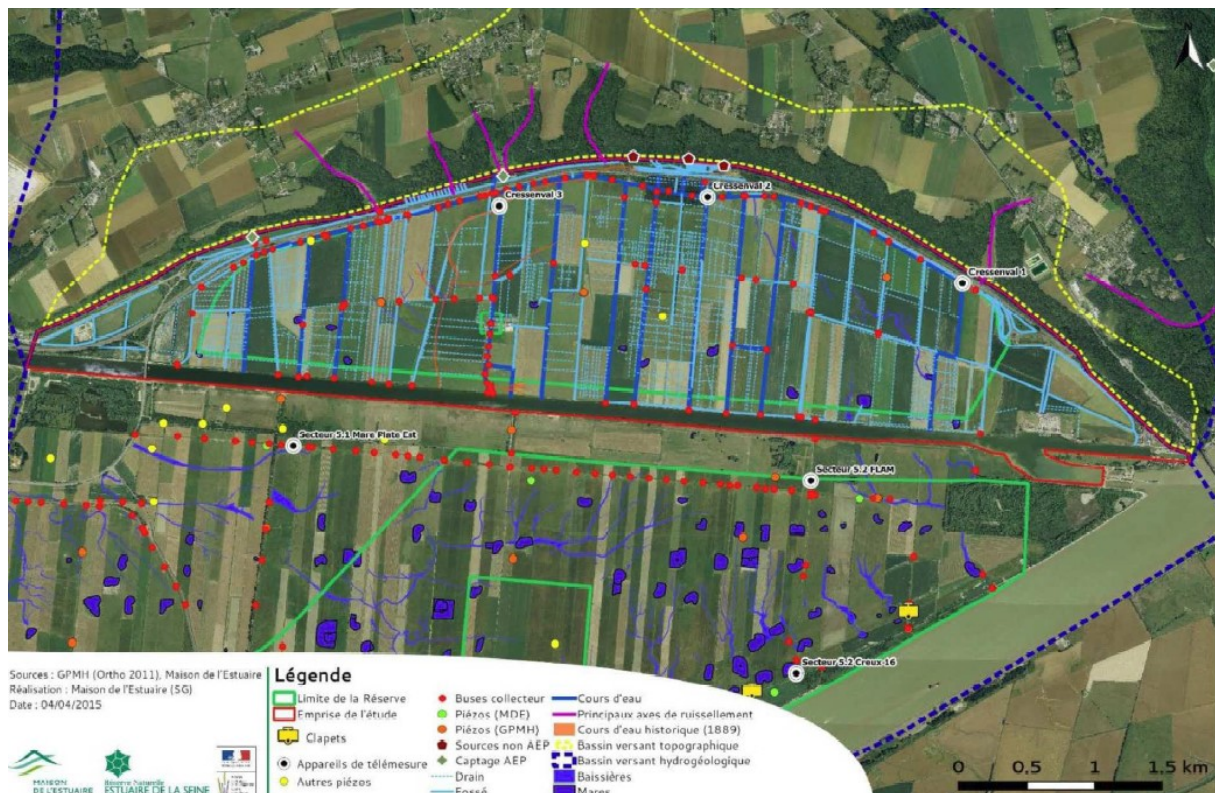 Cressenval 3
Cressenval 2
Cressenval 1
Secteur 5.1 Mare Plate Est
Secteur 5.2 FLAM
Secteur 5.2 Creux 16
Sources : GPMH (Ortho 2011), Maison de l'Estuaire
Réalisation : Maison de l'Estuaire (SG)
Date : 04/04/2015
MAISON
DE L'ESTUAIRE
Réserve Naturelle
ESTUAIRE DE LA SEINE
Légende
Limite de la Réserve
Emprise de l'étude
Clapets
Appareils de télémesure
Autres piézos
Buses collecteur
Piézos (MDE)
Piézos (GPMH)
Sources non AEP
Captage AEP
Drain
Fossé
Cours d'eau
Principaux axes de ruissellement
Cours d'eau historique (1889)
Bassin versant topographique
Bassin versant hydrogéologique
Baissières
Mares
0 0.5 1 1.5 km